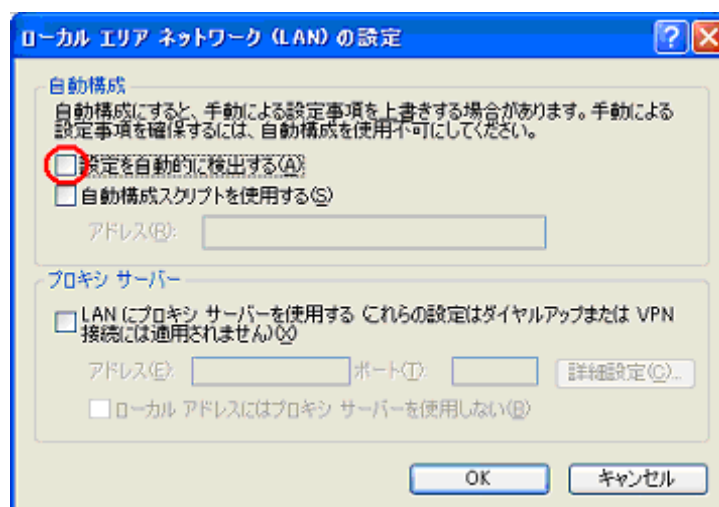 ローカル エリア ネットワーク (LAN) の設定
自動構成
自動構成にすると、手動による設定事項を上書きする場合があります。手動による
設定事項を確保するには、自動構成を使用不可にしてください。
設定を自動的に検出する(A)
自動構成スクリプトを使用する(S)
アドレス(R):
プロキシ サーバー
LAN にプロキシ サーバーを使用する (これらの設定はダイヤルアップまたは VPN
接続には適用されません)(X)
アドレス(E): ポート(T): 詳細設定(C)...
ローカル アドレスにはプロキシ サーバーを使用しない(B)
OK キャンセル